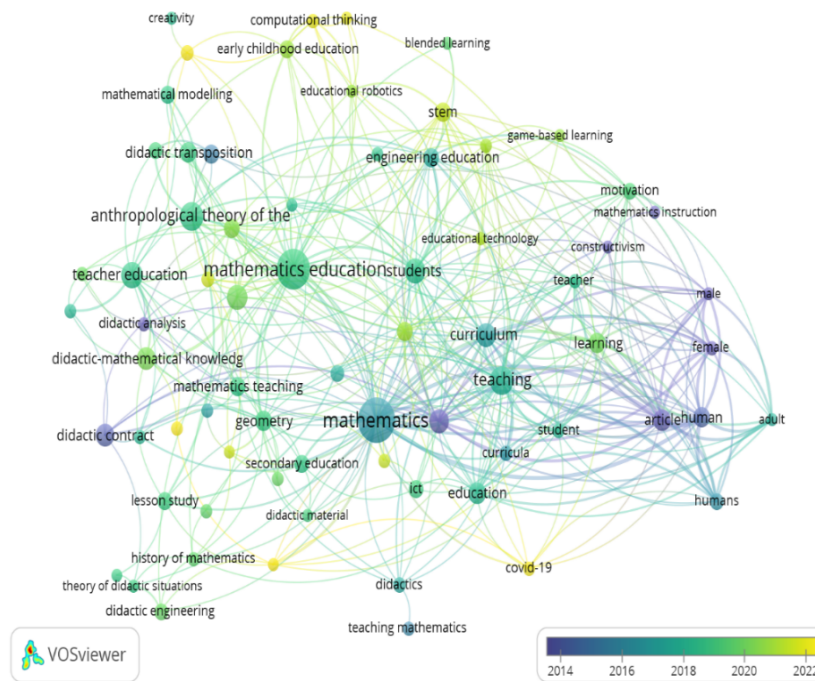 creativity
computational thinking
early childhood education
blended learning
mathematical modelling
educational robotics
stem
game-based learning
didactic transposition
engineering education
motivation
anthropological theory of the
mathematics instruction
educational technology
constructivism
mathematics education
students
teacher education
teacher
male
didactic analysis
curriculum
learning
female
didactic-mathematical knowledg
mathematics teaching
teaching
mathematics
geometry
article
human
adult
didactic contract
student
secondary education
curricula
ict
education
humans
lesson study
didactic material
history of mathematics
covid-19
theory of didactic situations
didactics
didactic engineering
teaching mathematics
VOSviewer
2014 2016 2018 2020 2022